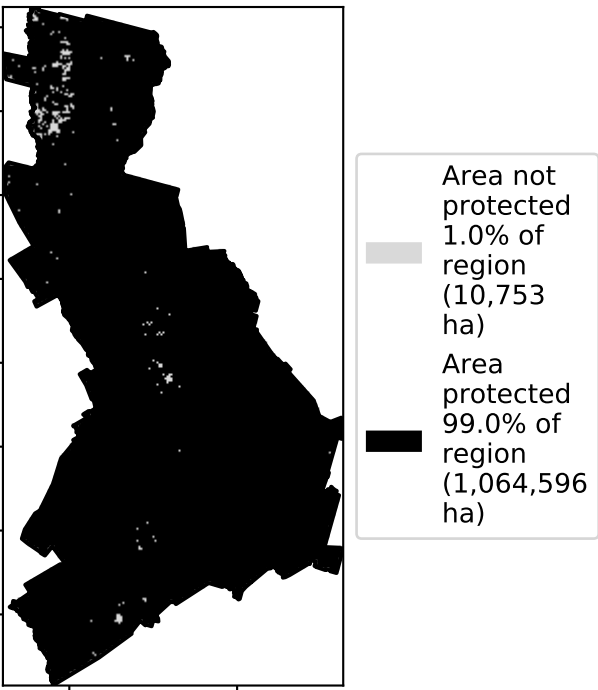 Area not
protected
1.0% of
region
(10,753
ha)
Area
protected
99.0% of
region
(1,064,596
ha)